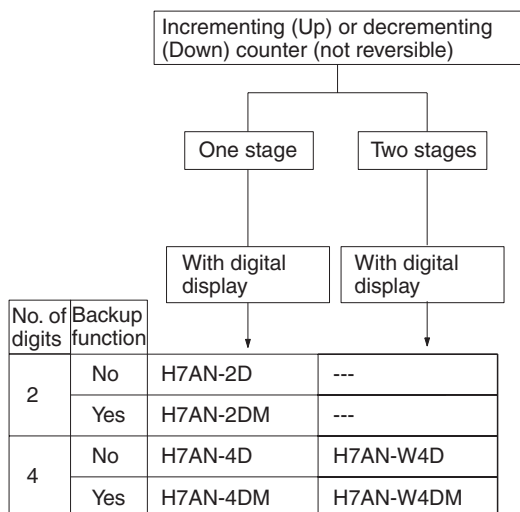 Incrementing (Up) or decrementing
(Down) counter (not reversible)
One stage
Two stages
With digital
display
With digital
display
No. of
digits
Backup
function
2
No
H7AN-2D
---
Yes
H7AN-2DM
---
4
No
H7AN-4D
H7AN-W4D
Yes
H7AN-4DM
H7AN-W4DM